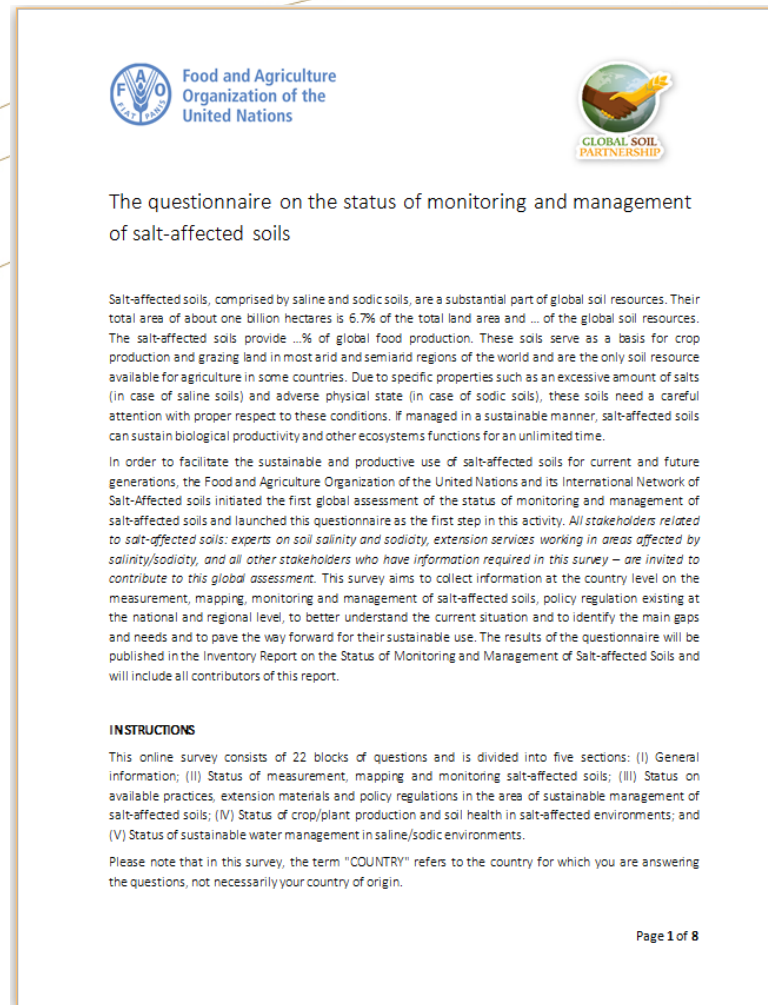 Food and Agriculture
Organization of the
United Nations
F A O
FIAT PANIS
GLOBAL SOIL
PARTNERSHIP
The questionnaire on the status of monitoring and management
of salt-affected soils
Salt-affected soils, comprised by saline and sodic soils, are a substantial part of global soil resources. Their
total area of about one billion hectares is 6.7% of the total land area and ... of the global soil resources.
The salt-affected soils provide ...% of global food production. These soils serve as a basis for crop
production and grazing land in most arid and semiarid regions of the world and are the only soil resource
available for agriculture in some countries. Due to specific properties such as an excessive amount of salts
(in case of saline soils) and adverse physical state (in case of sodic soils), these soils need a careful
attention with proper respect to these conditions. If managed in a sustainable manner, salt-affected soils
can sustain biological productivity and other ecosystems functions for an unlimited time.
In order to facilitate the sustainable and productive use of salt-affected soils for current and future
generations, the Food and Agriculture Organization of the United Nations and its International Network of
Salt-Affected soils initiated the first global assessment of the status of monitoring and management of
salt-affected soils and launched this questionnaire as the first step in this activity. All stakeholders related
to salt-affected soils: experts on soil salinity and sodicity, extension services working in areas affected by
salinity/sodicity, and all other stakeholders who have information required in this survey – are invited to
contribute to this global assessment. This survey aims to collect information at the country level on the
measurement, mapping, monitoring and management of salt-affected soils, policy regulation existing at
the national and regional level, to better understand the current situation and to identify the main gaps
and needs and to pave the way forward for their sustainable use. The results of the questionnaire will be
published in the Inventory Report on the Status of Monitoring and Management of Salt-affected Soils and
will include all contributors of this report.
INSTRUCTIONS
This online survey consists of 22 blocks of questions and is divided into five sections: (I) General
information; (II) Status of measurement, mapping and monitoring salt-affected soils; (III) Status on
available practices, extension materials and policy regulations in the area of sustainable management of
salt-affected soils; (IV) Status of crop/plant production and soil health in salt-affected environments; and
(V) Status of sustainable water management in saline/sodic environments.
Please note that in this survey, the term "COUNTRY" refers to the country for which you are answering
the questions, not necessarily your country of origin.
Page 1 of 8